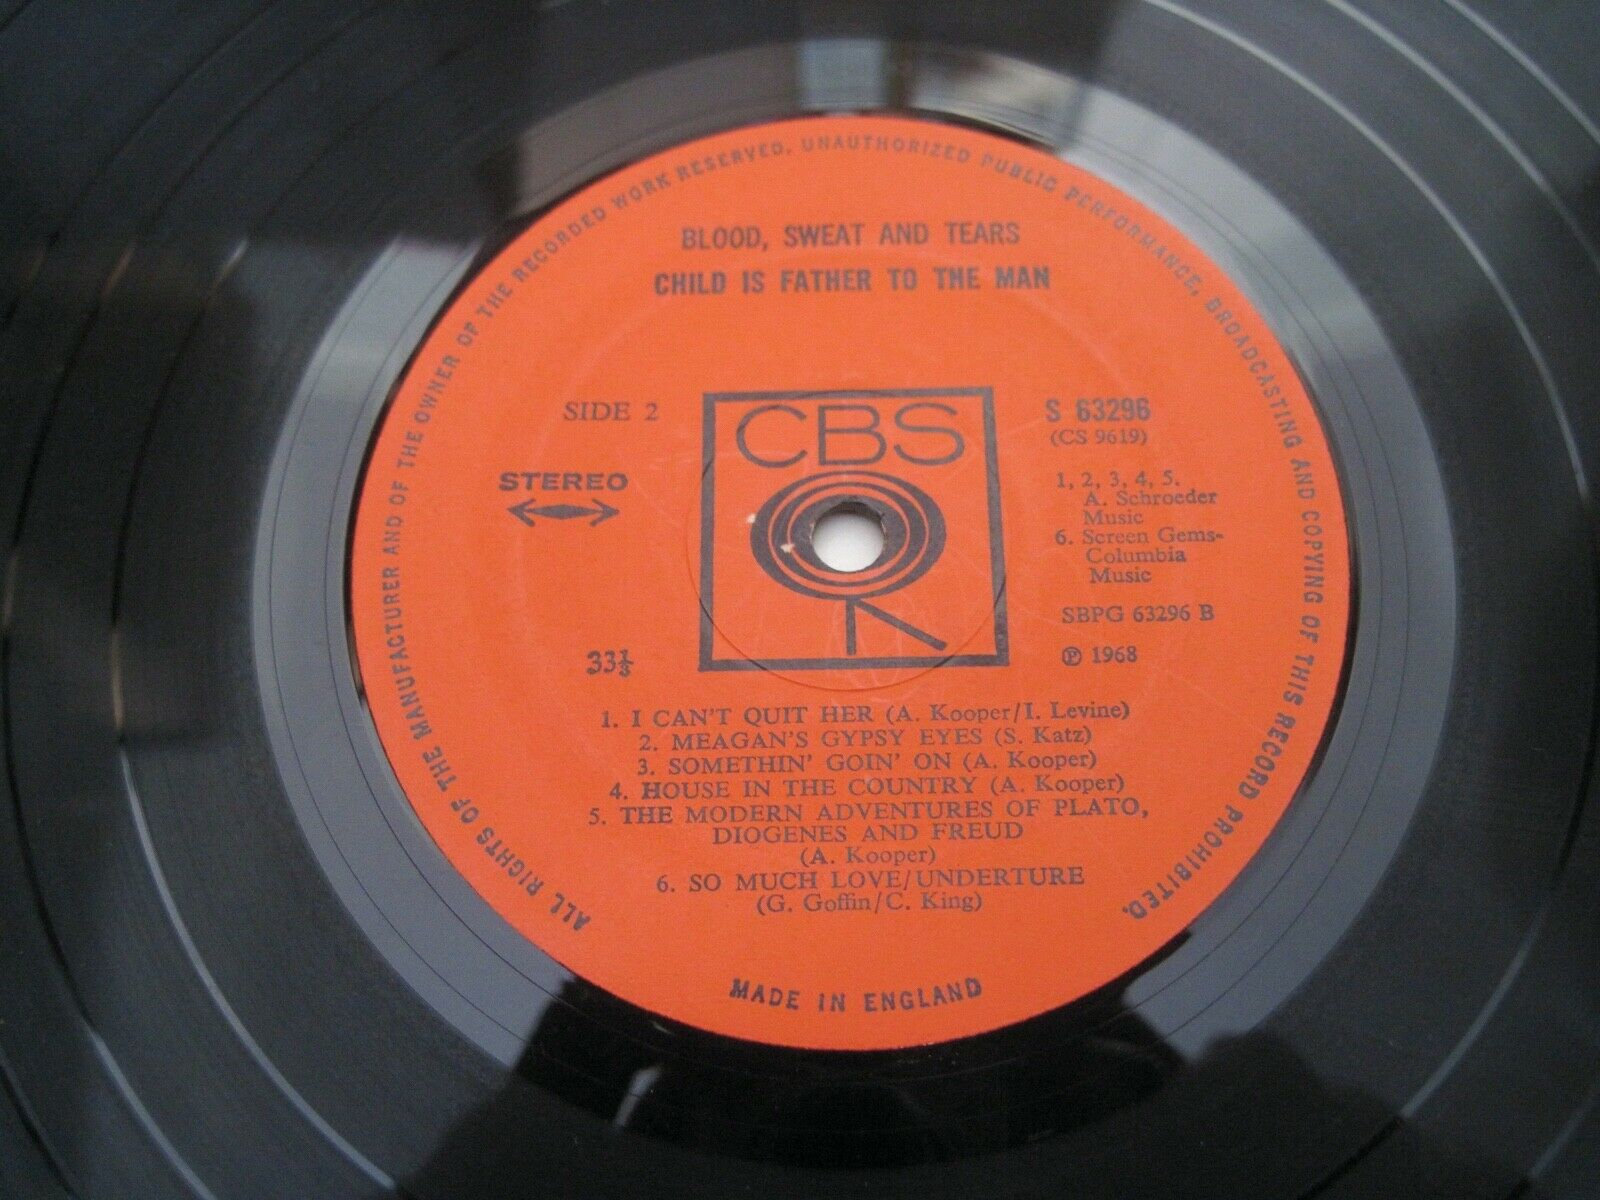 ALL RIGHTS OF THE MANUFACTURER AND OF THE OWNER OF THE RECORDED WORK RESERVED. UNAUTHORIZED PUBLIC PERFORMANCE, BROADCASTING AND COPYING OF THIS RECORD PROHIBITED.
BLOOD, SWEAT AND TEARS
CHILD IS FATHER TO THE MAN
SIDE 2
STEREO
33⅓
CBS
S 63296
(CS 9619)
1, 2, 3, 4, 5.
A. Schroeder
Music
6. Screen Gems-
Columbia
Music
SBPG 63296 B
℗ 1968
1. I CAN'T QUIT HER (A. Kooper/I. Levine)
2. MEAGAN'S GYPSY EYES (S. Katz)
3. SOMETHIN' GOIN' ON (A. Kooper)
4. HOUSE IN THE COUNTRY (A. Kooper)
5. THE MODERN ADVENTURES OF PLATO,
DIOGENES AND FREUD
(A. Kooper)
6. SO MUCH LOVE/UNDERTURE
(G. Goffin/C. King)
MADE IN ENGLAND